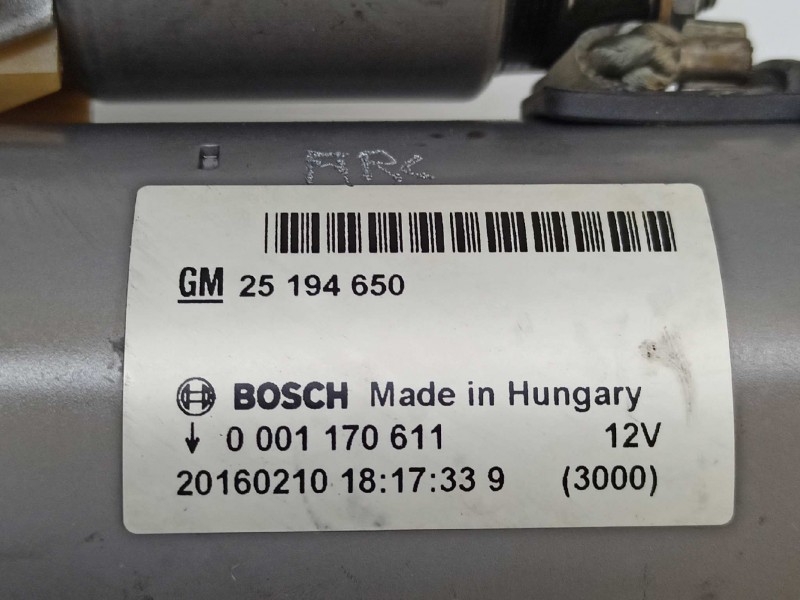 ARC
GM 25 194 650
BOSCH Made in Hungary
↓ 0 001 170 611 12V
20160210 18:17:33 9 (3000)